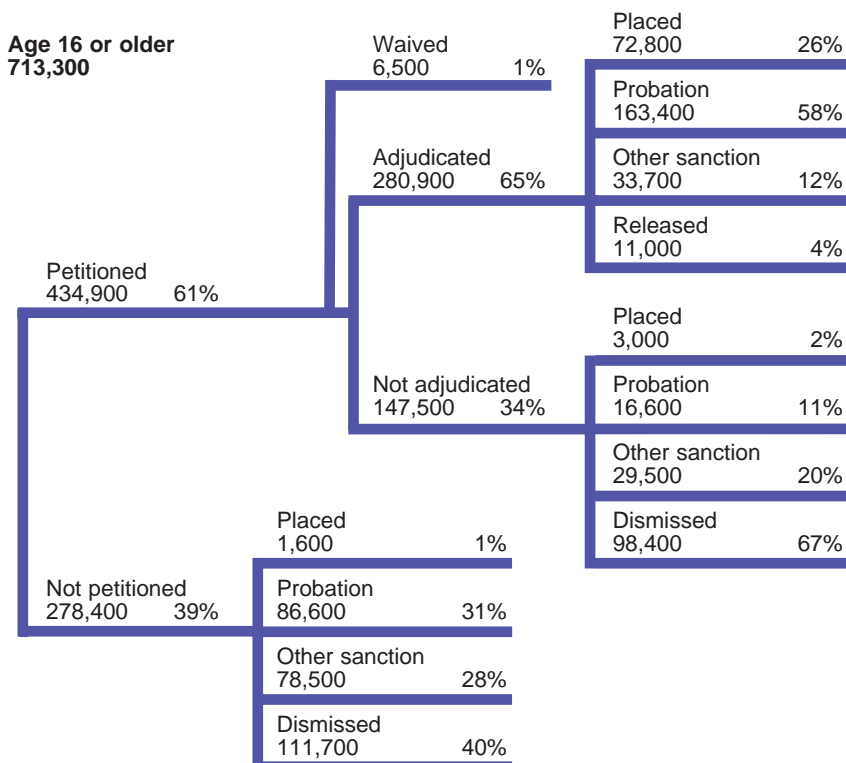 Age 16 or older
713,300
Waived
6,500 1%
Placed
72,800 26%
Probation
163,400 58%
Adjudicated
280,900 65%
Other sanction
33,700 12%
Released
11,000 4%
Petitioned
434,900 61%
Placed
3,000 2%
Not adjudicated
147,500 34%
Probation
16,600 11%
Other sanction
29,500 20%
Dismissed
98,400 67%
Placed
1,600 1%
Not petitioned
278,400 39%
Probation
86,600 31%
Other sanction
78,500 28%
Dismissed
111,700 40%